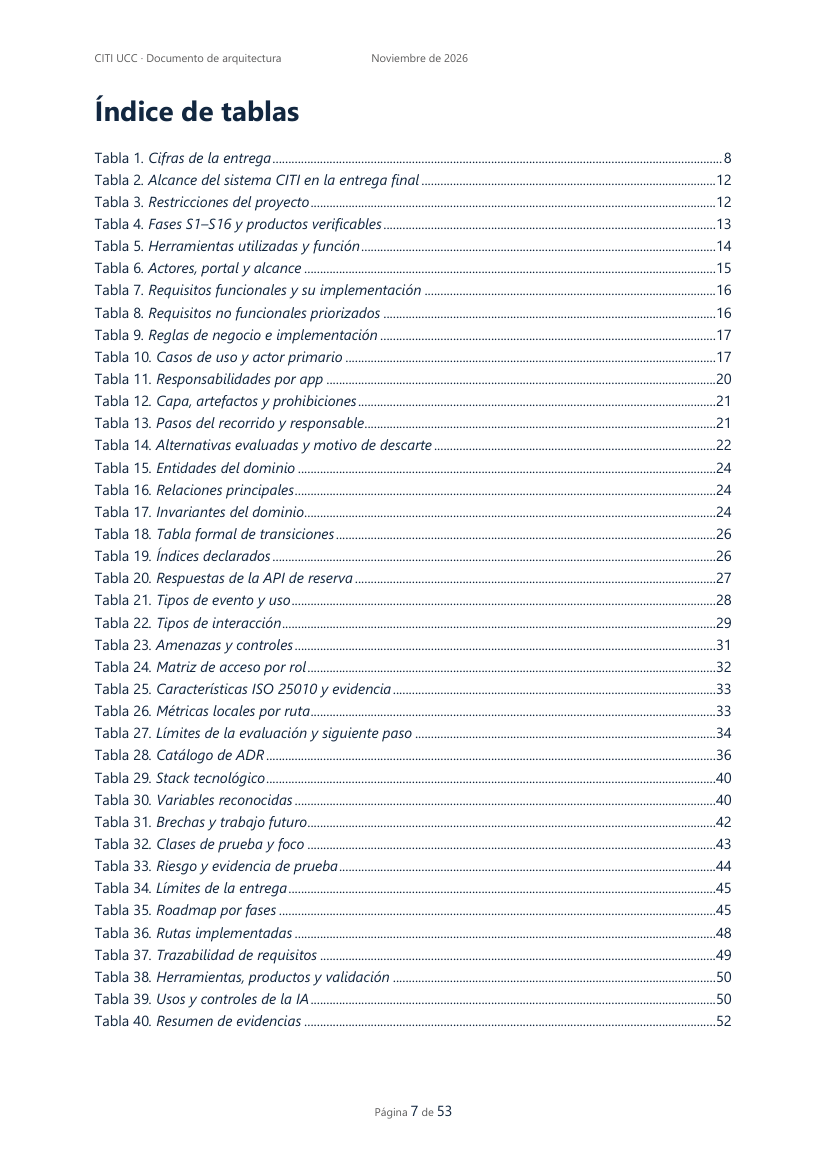 CITI UCC · Documento de arquitectura Noviembre de 2026
Índice de tablas
Tabla 1. Cifras de la entrega 8
Tabla 2. Alcance del sistema CITI en la entrega final 12
Tabla 3. Restricciones del proyecto 12
Tabla 4. Fases S1–S16 y productos verificables 13
Tabla 5. Herramientas utilizadas y función 14
Tabla 6. Actores, portal y alcance 15
Tabla 7. Requisitos funcionales y su implementación 16
Tabla 8. Requisitos no funcionales priorizados 16
Tabla 9. Reglas de negocio e implementación 17
Tabla 10. Casos de uso y actor primario 17
Tabla 11. Responsabilidades por app 20
Tabla 12. Capa, artefactos y prohibiciones 21
Tabla 13. Pasos del recorrido y responsable 21
Tabla 14. Alternativas evaluadas y motivo de descarte 22
Tabla 15. Entidades del dominio 24
Tabla 16. Relaciones principales 24
Tabla 17. Invariantes del dominio 24
Tabla 18. Tabla formal de transiciones 26
Tabla 19. Índices declarados 26
Tabla 20. Respuestas de la API de reserva 27
Tabla 21. Tipos de evento y uso 28
Tabla 22. Tipos de interacción 29
Tabla 23. Amenazas y controles 31
Tabla 24. Matriz de acceso por rol 32
Tabla 25. Características ISO 25010 y evidencia 33
Tabla 26. Métricas locales por ruta 33
Tabla 27. Límites de la evaluación y siguiente paso 34
Tabla 28. Catálogo de ADR 36
Tabla 29. Stack tecnológico 40
Tabla 30. Variables reconocidas 40
Tabla 31. Brechas y trabajo futuro 42
Tabla 32. Clases de prueba y foco 43
Tabla 33. Riesgo y evidencia de prueba 44
Tabla 34. Límites de la entrega 45
Tabla 35. Roadmap por fases 45
Tabla 36. Rutas implementadas 48
Tabla 37. Trazabilidad de requisitos 49
Tabla 38. Herramientas, productos y validación 50
Tabla 39. Usos y controles de la IA 50
Tabla 40. Resumen de evidencias 52
Página 7 de 53